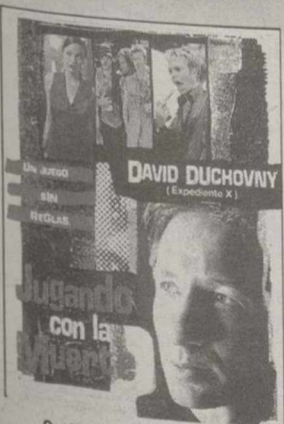 UN JUEGO
SIN
REGLAS
DAVID DUCHOVNY
(Expediente X)
Jugando
con la
Muerte